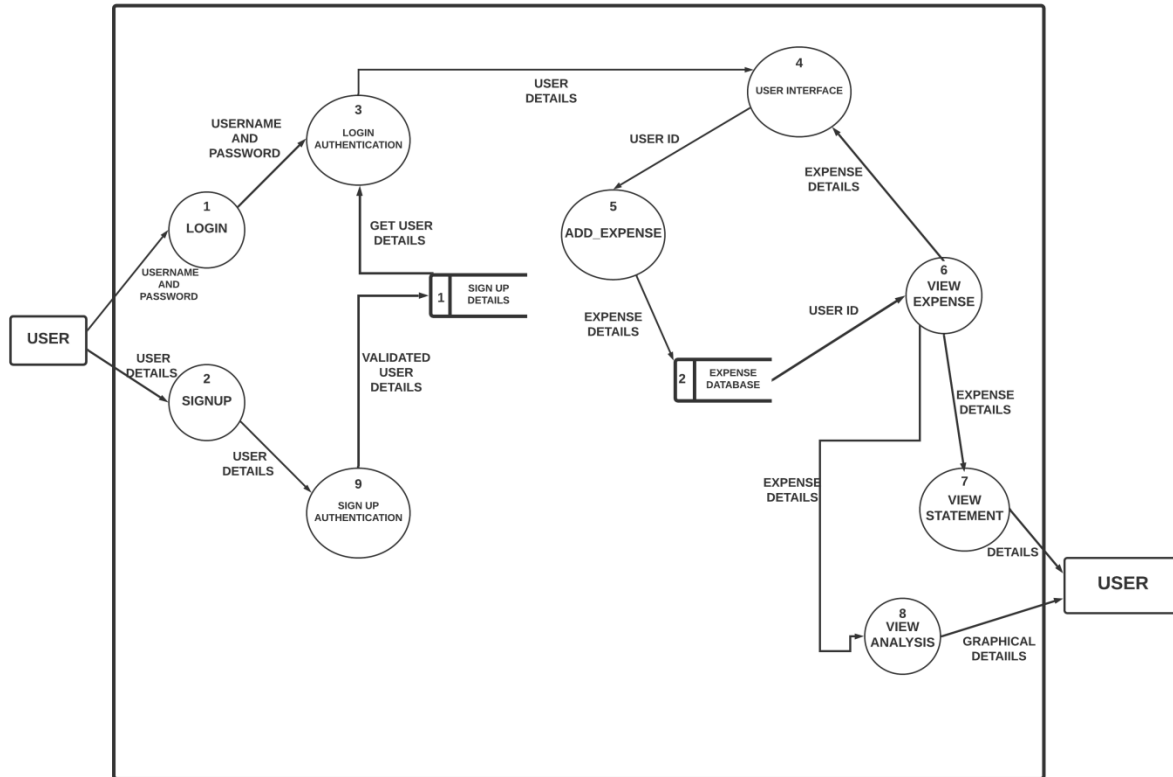 4
USER INTERFACE
USER
DETAILS
3
LOGIN
AUTHENTICATION
USERNAME
AND
PASSWORD
USER ID
EXPENSE
DETAILS
1
LOGIN
5
ADD_EXPENSE
GET USER
DETAILS
USERNAME
AND
PASSWORD
1
SIGN UP
DETAILS
6
VIEW
EXPENSE
USER ID
EXPENSE
DETAILS
USER
USER
DETAILS
VALIDATED
USER
DETAILS
2
SIGNUP
2
EXPENSE
DATABASE
EXPENSE
DETAILS
USER
DETAILS
9
SIGN UP
AUTHENTICATION
EXPENSE
DETAILS
7
VIEW
STATEMENT
DETAILS
USER
8
VIEW
ANALYSIS
GRAPHICAL
DETAIILS